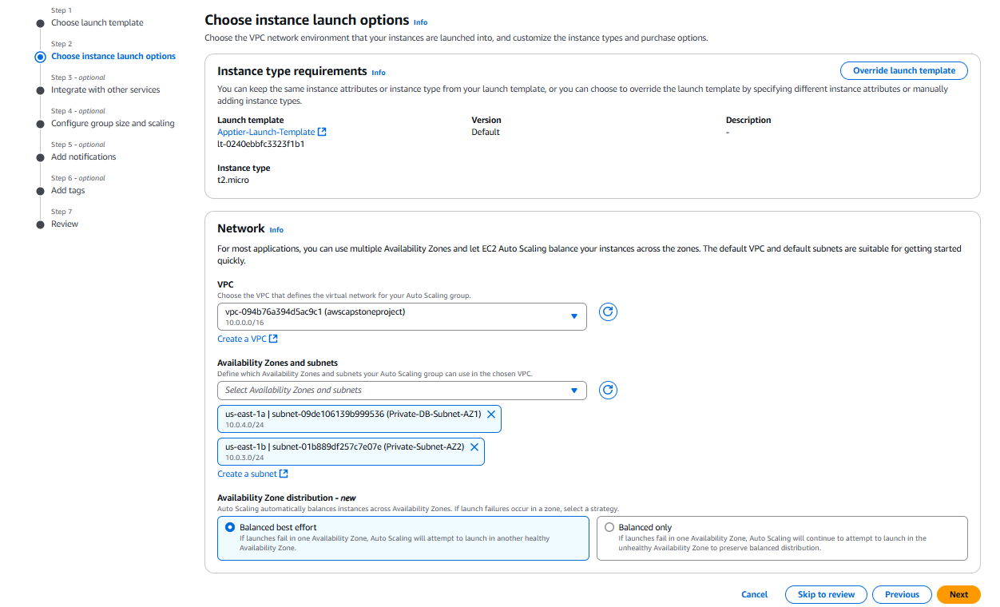 Step 1
Choose launch template
Step 2
Choose instance launch options
Step 3 - optional
Integrate with other services
Step 4 - optional
Configure group size and scaling
Step 5 - optional
Add notifications
Step 6 - optional
Add tags
Step 7
Review
Choose instance launch options Info
Choose the VPC network environment that your instances are launched into, and customize the instance types and purchase options.
Instance type requirements Info
Override launch template
You can keep the same instance attributes or instance type from your launch template, or you can choose to override the launch template by specifying different instance attributes or manually
adding instance types.
Launch template
Apptier-Launch-Template
lt-0240ebbfc3323f1b1
Version
Default
Description
-
Instance type
t2.micro
Network Info
For most applications, you can use multiple Availability Zones and let EC2 Auto Scaling balance your instances across the zones. The default VPC and default subnets are suitable for getting started
quickly.
VPC
Choose the VPC that defines the virtual network for your Auto Scaling group.
vpc-094b76a394d5ac9c1 (awscapstoneproject)
10.0.0.0/16
Create a VPC
Availability Zones and subnets
Define which Availability Zones and subnets your Auto Scaling group can use in the chosen VPC.
Select Availability Zones and subnets
us-east-1a | subnet-09de106139b999536 (Private-DB-Subnet-AZ1)
10.0.4.0/24
us-east-1b | subnet-01b889df257c7e07e (Private-Subnet-AZ2)
10.0.3.0/24
Create a subnet
Availability Zone distribution - new
Auto Scaling automatically balances instances across Availability Zones. If launch failures occur in a zone, select a strategy.
Balanced best effort
If launches fail in one Availability Zone, Auto Scaling will attempt to launch in another healthy
Availability Zone.
Balanced only
If launches fail in one Availability Zone, Auto Scaling will continue to attempt to launch in the
unhealthy Availability Zone to preserve balanced distribution.
Cancel
Skip to review
Previous
Next